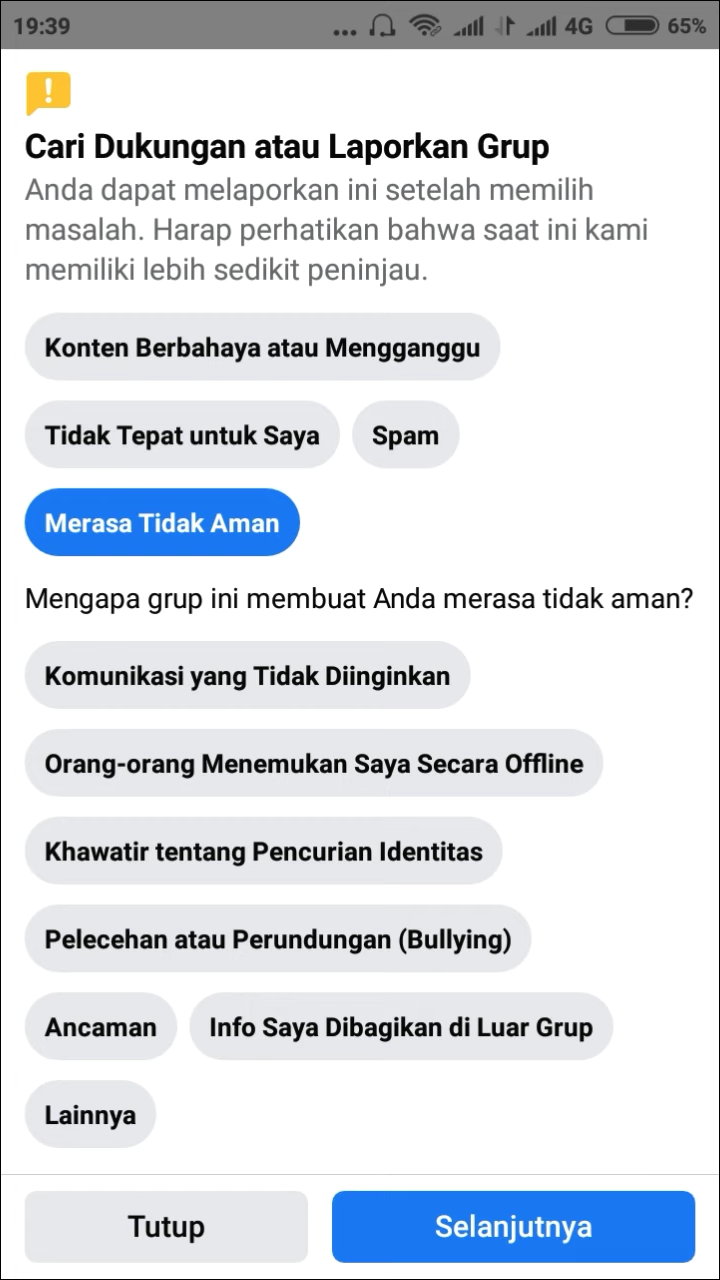 19:39
... 4G 65%
Cari Dukungan atau Laporkan Grup
Anda dapat melaporkan ini setelah memilih
masalah. Harap perhatikan bahwa saat ini kami
memiliki lebih sedikit peninjau.
Konten Berbahaya atau Mengganggu
Tidak Tepat untuk Saya Spam
Merasa Tidak Aman
Mengapa grup ini membuat Anda merasa tidak aman?
Komunikasi yang Tidak Diinginkan
Orang-orang Menemukan Saya Secara Offline
Khawatir tentang Pencurian Identitas
Pelecehan atau Perundungan (Bullying)
Ancaman Info Saya Dibagikan di Luar Grup
Lainnya
Tutup Selanjutnya